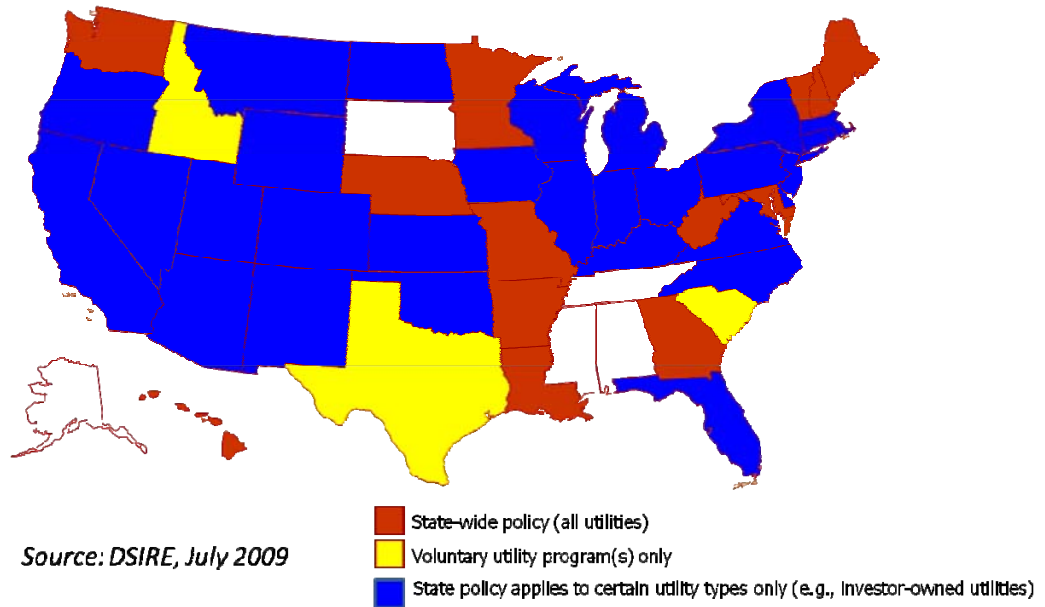 State-wide policy (all utilities)
Source: DSIRE, July 2009
Voluntary utility program(s) only
State policy applies to certain utility types only (e.g., investor-owned utilities)